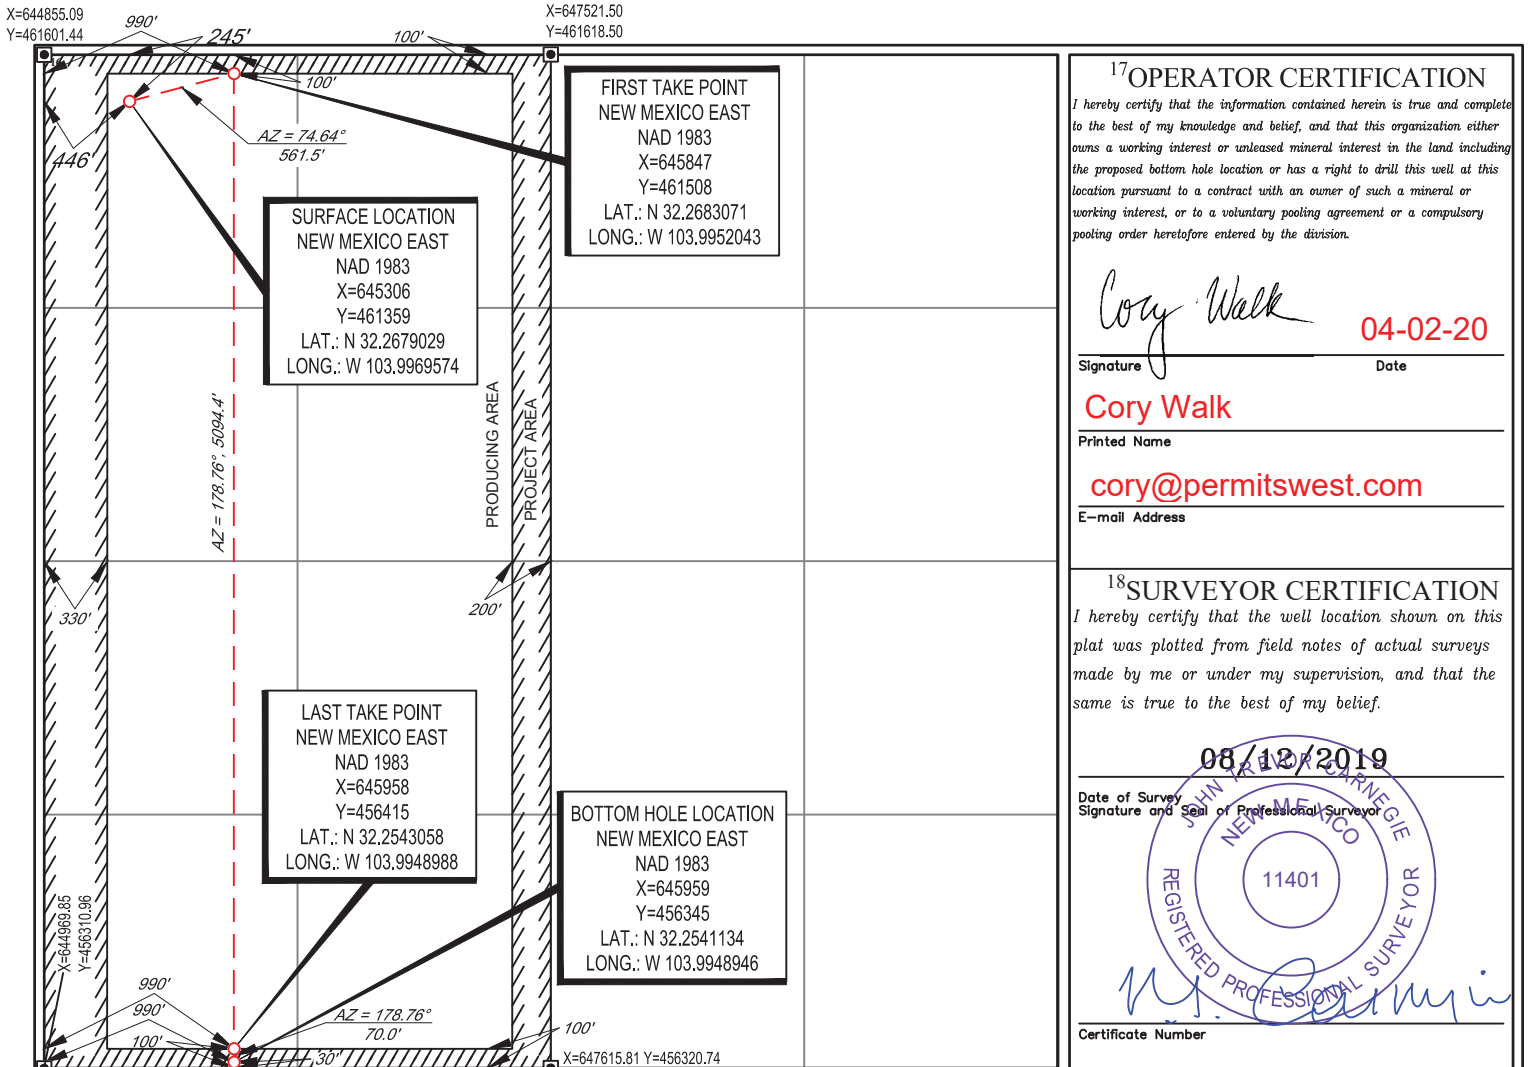 X=644855.09
Y=461601.44
990'
245'
100'
X=647521.50
Y=461618.50
100'
446'
AZ = 74.64°
561.5'
FIRST TAKE POINT
NEW MEXICO EAST
NAD 1983
X=645847
Y=461508
LAT.: N 32.2683071
LONG.: W 103.9952043
SURFACE LOCATION
NEW MEXICO EAST
NAD 1983
X=645306
Y=461359
LAT.: N 32.2679029
LONG.: W 103.9969574
AZ = 178.76°, 5094.4'
PRODUCING AREA
PROJECT AREA
330'
200'
LAST TAKE POINT
NEW MEXICO EAST
NAD 1983
X=645958
Y=456415
LAT.: N 32.2543058
LONG.: W 103.9948988
BOTTOM HOLE LOCATION
NEW MEXICO EAST
NAD 1983
X=645959
Y=456345
LAT.: N 32.2541134
LONG.: W 103.9948946
X=644969.85
Y=456310.96
990'
990'
100'
AZ = 178.76°
70.0'
30'
100'
X=647615.81 Y=456320.74
17OPERATOR CERTIFICATION
I hereby certify that the information contained herein is true and complete
to the best of my knowledge and belief, and that this organization either
owns a working interest or unleased mineral interest in the land including
the proposed bottom hole location or has a right to drill this well at this
location pursuant to a contract with an owner of such a mineral or
working interest, or to a voluntary pooling agreement or a compulsory
pooling order heretofore entered by the division.
Cory Walk
04-02-20
Signature Date
Cory Walk
Printed Name
cory@permitswest.com
E-mail Address
18SURVEYOR CERTIFICATION
I hereby certify that the well location shown on this
plat was plotted from field notes of actual surveys
made by me or under my supervision, and that the
same is true to the best of my belief.
08/12/2019
Date of Survey
Signature and Seal of Professional Surveyor
JOHN TREVOR CARNEGIE
NEW MEXICO
11401
REGISTERED PROFESSIONAL SURVEYOR
Certificate Number